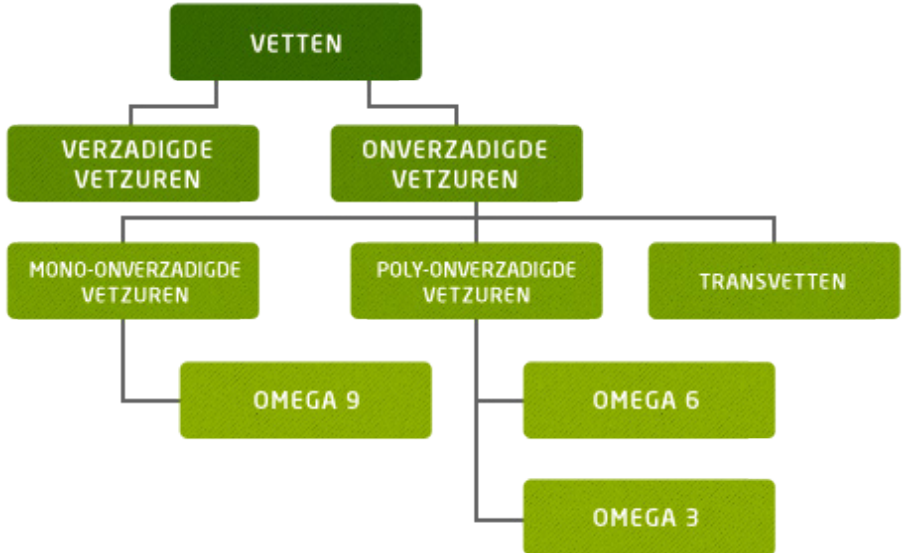 VETTEN
VERZADIGDE
VETZUREN
ONVERZADIGDE
VETZUREN
MONO-ONVERZADIGDE
VETZUREN
POLY-ONVERZADIGDE
VETZUREN
TRANSVETTEN
OMEGA 9
OMEGA 6
OMEGA 3